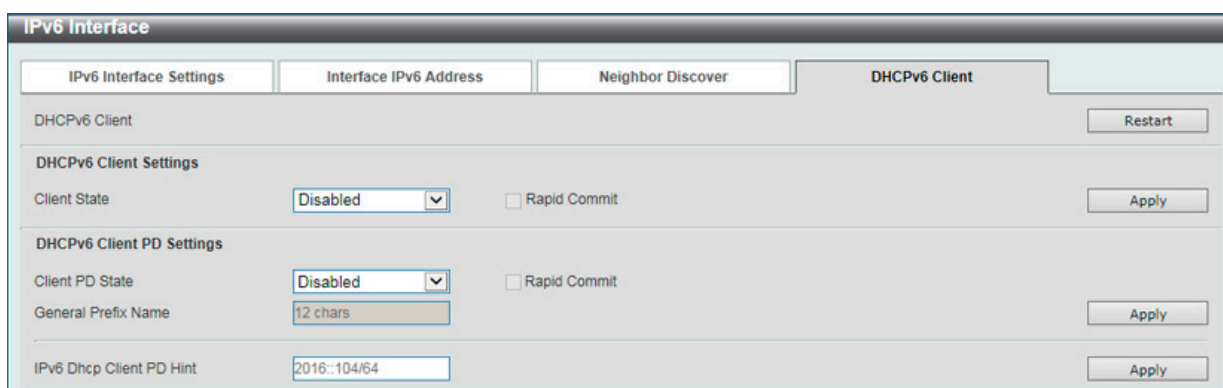 IPv6 Interface
IPv6 Interface Settings
Interface IPv6 Address
Neighbor Discover
DHCPv6 Client
DHCPv6 Client
Restart
DHCPv6 Client Settings
Client State
Disabled
Rapid Commit
Apply
DHCPv6 Client PD Settings
Client PD State
Disabled
Rapid Commit
General Prefix Name
12 chars
Apply
IPv6 Dhcp Client PD Hint
2016::104/64
Apply